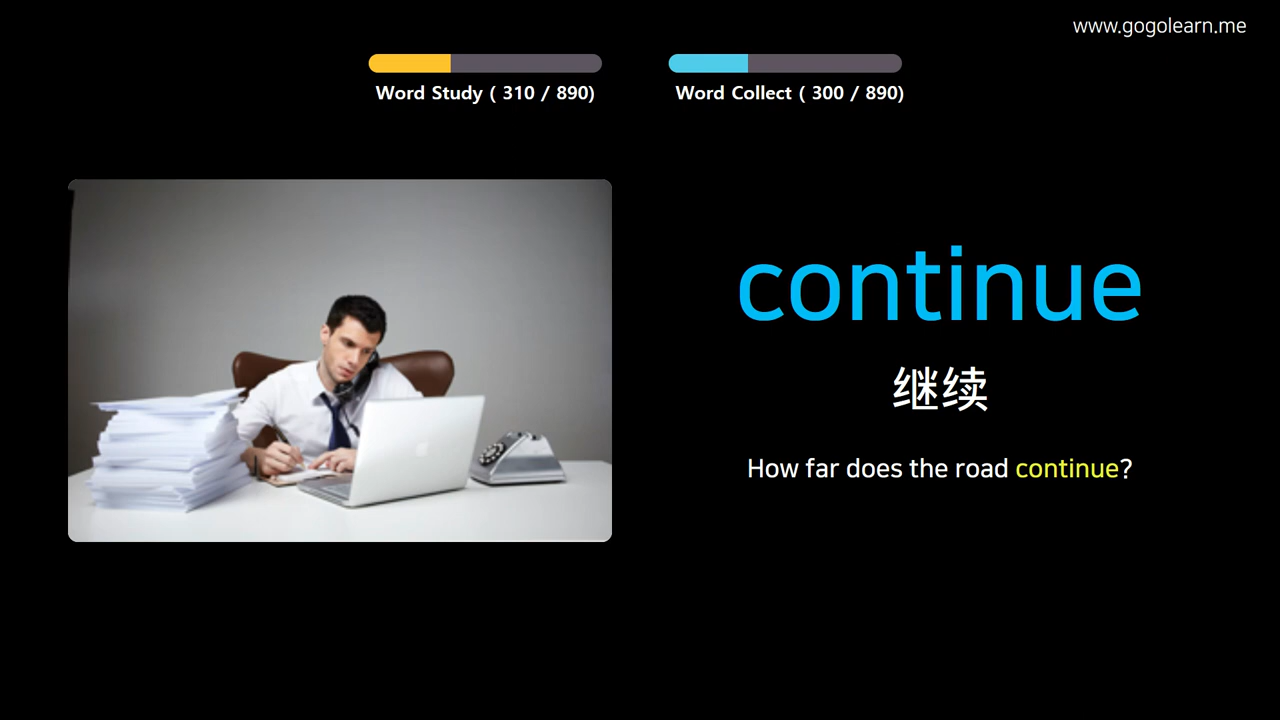 www.gogolearn.me
Word Study ( 310 / 890)
Word Collect ( 300 / 890)
continue
继续
How far does the road continue?